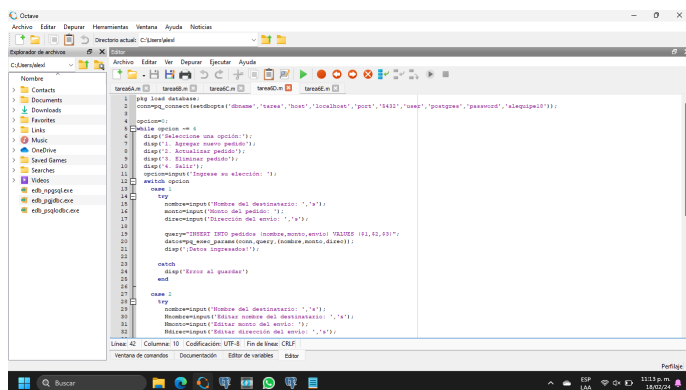 Octave
Archivo Editar Depurar Herramientas Ventana Ayuda Noticias
Directorio actual: C:\Users\alexl
Explorador de archivos
Editor
C:/Users/alexl
Archivo Editar Ver Depurar Ejecutar Ayuda
Nombre
tarea6A.m tarea6B.m tarea6C.m tarea6D.m tarea6E.m
Contacts
Documents
Downloads
Favorites
Links
Music
OneDrive
Saved Games
Searches
Videos
edb_npgsql.exe
edb_pgjdbc.exe
edb_psqlodbc.exe
1 pkg load database;
2 conn=pq_connect(setdbopts('dbname','tarea','host','localhost','port','5432','user','postgres','password','alequipe18'));
3
4 opcion=0;
5 while opcion ~= 4
6 disp('Seleccione una opción:');
7 disp('1. Agregar nuevo pedido');
8 disp('2. Actualizar pedido');
9 disp('3. Eliminar pedido');
10 disp('4. Salir');
11 opcion=input('Ingrese su elección: ');
12 switch opcion
13 case 1
14 try
15 nombre=input('Nombre del destinatario: ','s');
16 monto=input('Monto del pedido: ');
17 direc=input('Dirección del envio: ','s');
18
19 query="INSERT INTO pedidos (nombre,monto,envio) VALUES ($1,$2,$3)";
20 datos=pq_exec_params(conn,query,{nombre,monto,direc});
21 disp('¡Datos ingresados!');
22
23 catch
24 disp('Error al guardar')
25 end
26
27 case 2
28 try
29 nombre=input('Nombre del destinatario: ','s');
30 Nnombre=input('Editar nombre del destinatario: ','s');
31 Nmonto=input('Editar monto del envio: ');
32 Ndirec=input('Editar dirección del envio: ','s');
Línea: 42 Columna: 10 Codificación: UTF-8 Fin de línea: CRLF
Ventana de comandos Documentación Editor de variables Editor
Perfilaje
Buscar
ESP
LAA
11:13 p. m.
18/02/24